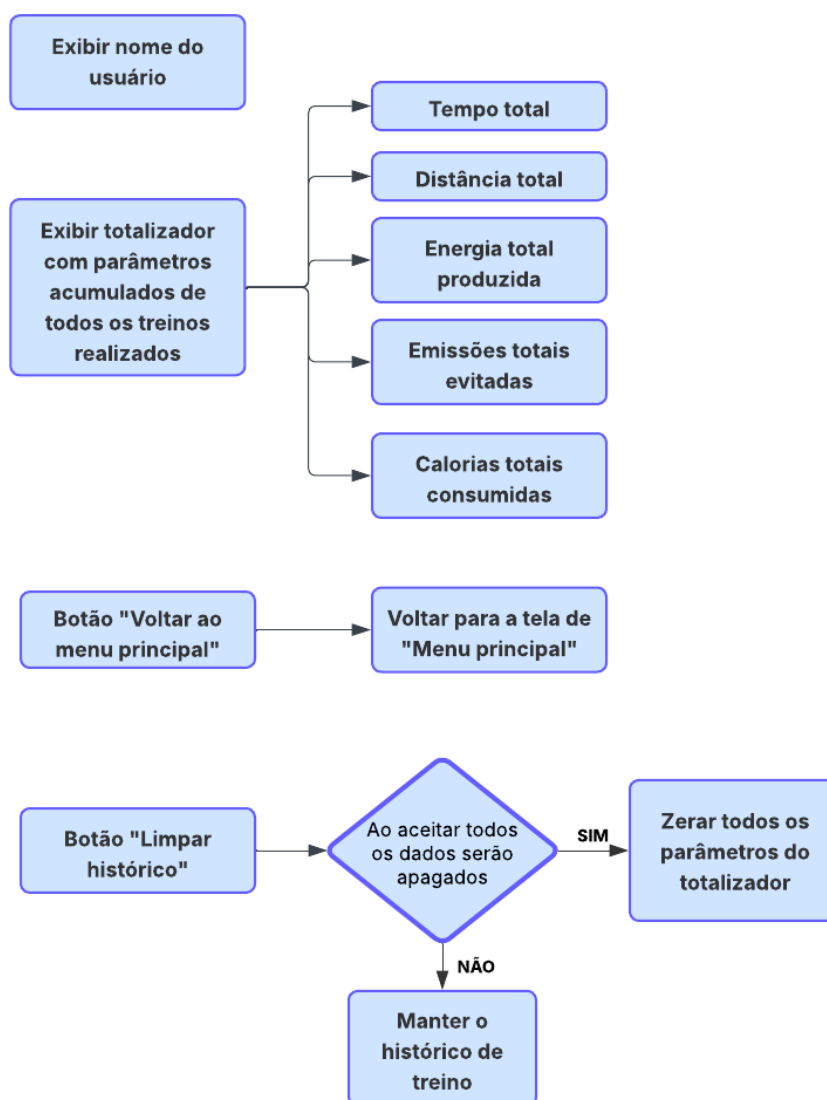 Exibir nome do
usuário
Tempo total
Distância total
Exibir totalizador
com parâmetros
acumulados de
todos os treinos
realizados
Energia total
produzida
Emissões totais
evitadas
Calorias totais
consumidas
Botão "Voltar ao
menu principal"
Voltar para a tela de
"Menu principal"
Botão "Limpar
histórico"
Ao aceitar todos
os dados serão
apagados
SIM
Zerar todos os
parâmetros do
totalizador
NÃO
Manter o
histórico de
treino